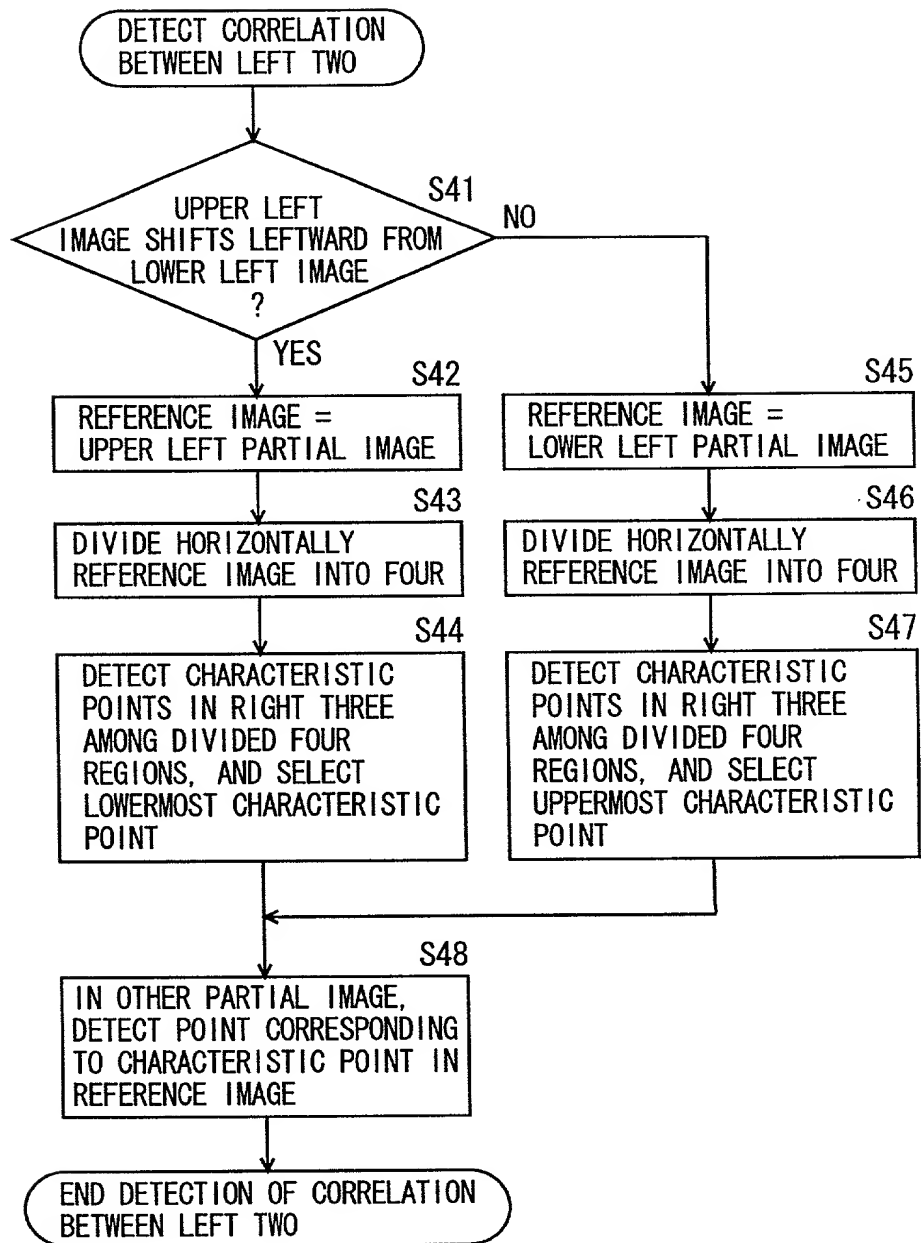 DETECT CORRELATION
BETWEEN LEFT TWO
S41
UPPER LEFT
IMAGE SHIFTS LEFTWARD FROM
LOWER LEFT IMAGE
?
NO
YES
S42
REFERENCE IMAGE =
UPPER LEFT PARTIAL IMAGE
S43
DIVIDE HORIZONTALLY
REFERENCE IMAGE INTO FOUR
S44
DETECT CHARACTERISTIC
POINTS IN RIGHT THREE
AMONG DIVIDED FOUR
REGIONS, AND SELECT
LOWERMOST CHARACTERISTIC
POINT
S45
REFERENCE IMAGE =
LOWER LEFT PARTIAL IMAGE
S46
DIVIDE HORIZONTALLY
REFERENCE IMAGE INTO FOUR
S47
DETECT CHARACTERISTIC
POINTS IN RIGHT THREE
AMONG DIVIDED FOUR
REGIONS, AND SELECT
UPPERMOST CHARACTERISTIC
POINT
S48
IN OTHER PARTIAL IMAGE,
DETECT POINT CORRESPONDING
TO CHARACTERISTIC POINT IN
REFERENCE IMAGE
END DETECTION OF CORRELATION
BETWEEN LEFT TWO